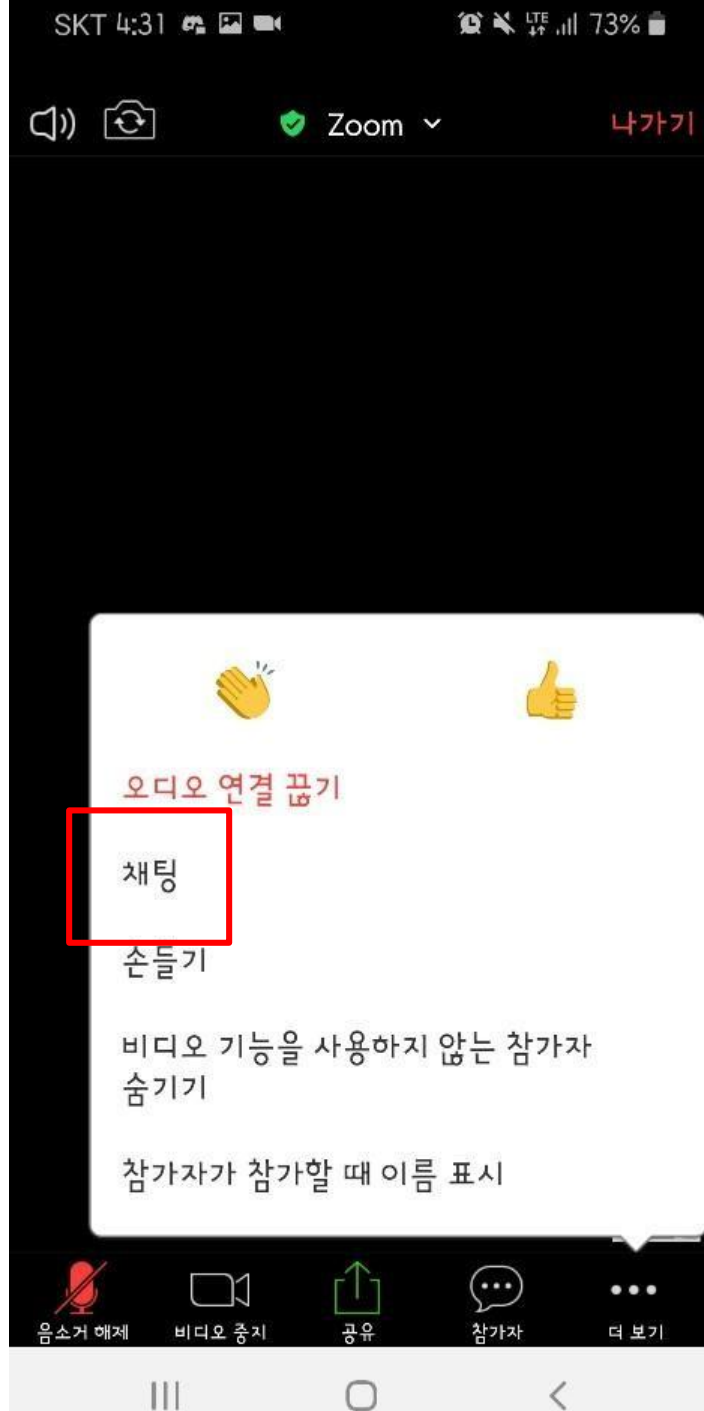 SKT 4:31 LTE 73%
Zoom 나가기
오디오 연결 끊기
채팅
손들기
비디오 기능을 사용하지 않는 참가자
숨기기
참가자가 참가할 때 이름 표시
음소거 해제 비디오 중지 공유 참가자 더 보기